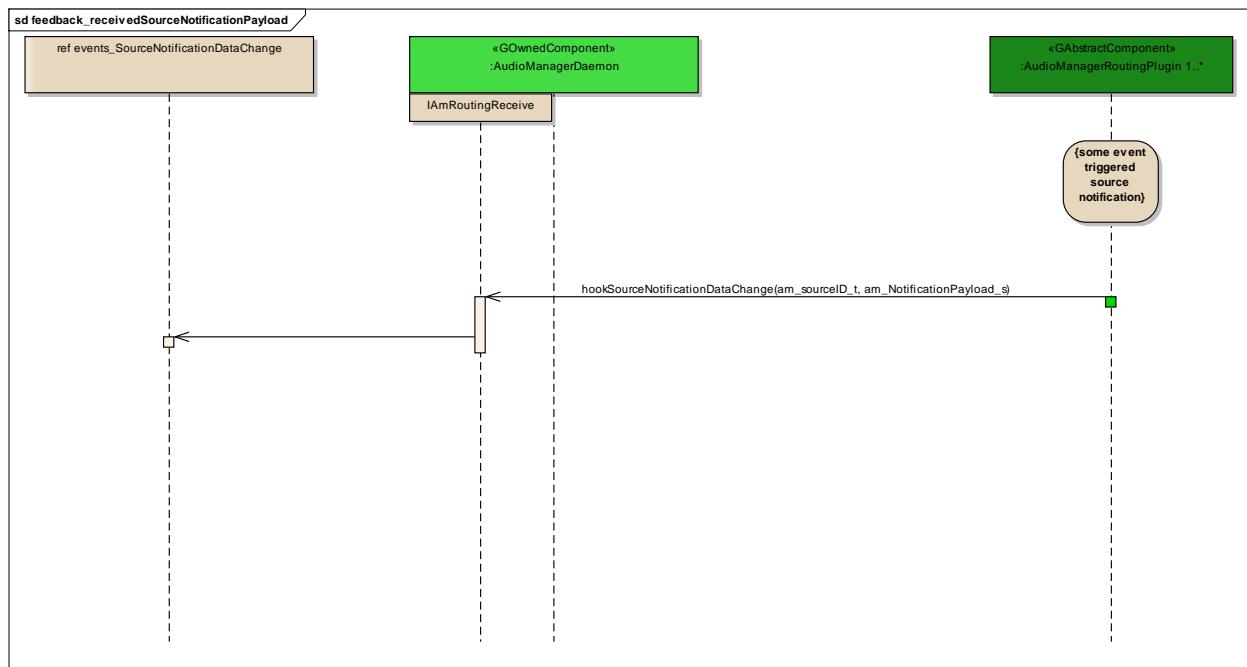 sd feedback_receivedSourceNotificationPayload
ref events_SourceNotificationDataChange
«GOwnedComponent»
:AudioManagerDaemon
«GAbstractComponent»
:AudioManagerRoutingPlugin 1..*
IAmRoutingReceive
{some event
triggered
source
notification}
hookSourceNotificationDataChange(am_sourceID_t, am_NotificationPayload_s)